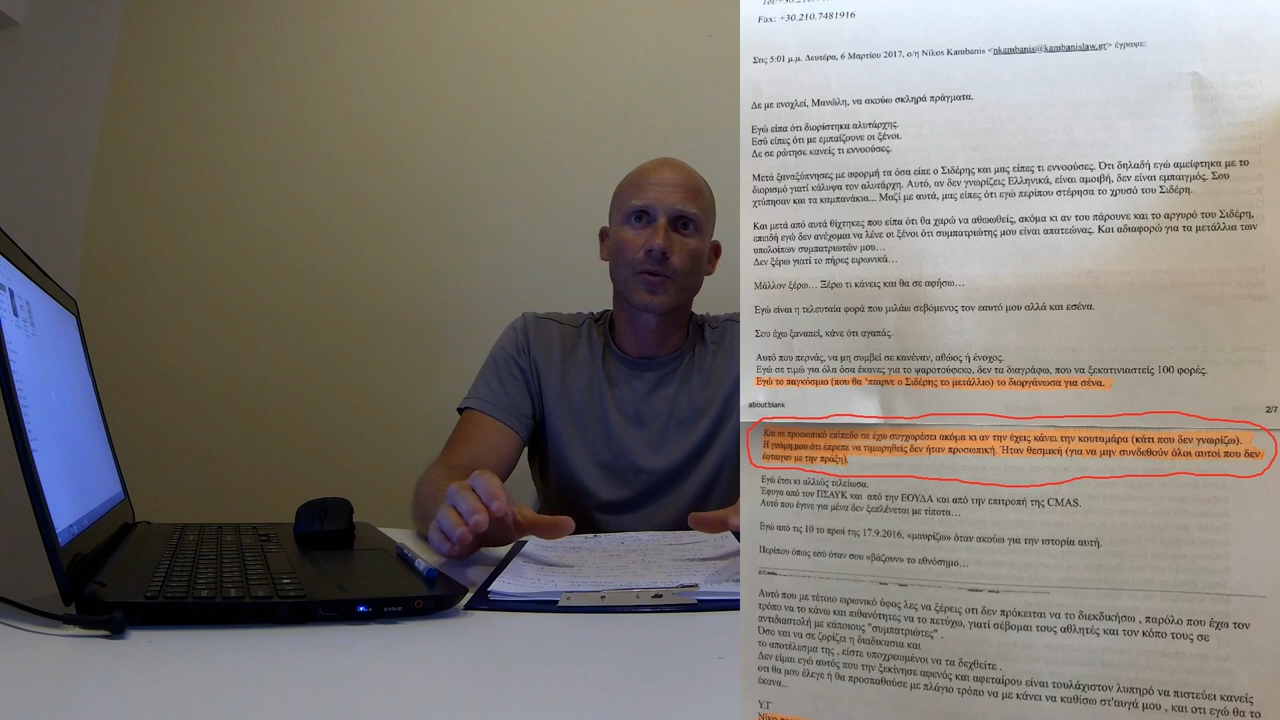 Fax: +30.210.7481916
Στις 5:01 μ.μ. Δευτέρα, 6 Μαρτίου 2017, ο/η Nikos Kambanis <nkambanis@kambanislaw.gr> έγραψε:
Δε με ενοχλεί, Μανώλη, να ακούω σκληρά πράγματα.
Εγώ είπα ότι διορίστηκα αλυτάρχης.
Εσύ είπες ότι με εμπαίζουνε οι ξένοι.
Δε σε ρώτησε κανείς τι εννοούσες.
Μετά ξαναξύπνησες με αφορμή τα όσα είπε ο Σιδέρης και μας είπες τι εννοούσες. Ότι δηλαδή εγώ αμείφτηκα με το
διορισμό γιατί κάλυψα τον αλυτάρχη. Αυτό, αν δεν γνωρίζεις Ελληνικά, είναι αμοιβή, δεν είναι εμπαιγμός. Σου
χτύπησαν και τα καμπανάκια... Μαζί με αυτά, μας είπες ότι εγώ περίπου στέρησα το χρυσό του Σιδέρη.
Και μετά από αυτά θίχτηκες που είπα ότι θα χαρώ να αθωωθείς, ακόμα κι αν του πάρουνε και το αργυρό του Σιδέρη,
επειδή εγώ δεν ανέχομαι να λένε οι ξένοι ότι συμπατριώτης μου είναι απατεώνας. Και αδιαφορώ για τα μετάλλια των
υπολοίπων συμπατριωτών μου…
Δεν ξέρω γιατί το πήρες ειρωνικά…
Μάλλον ξέρω… Ξέρω τι κάνεις και θα σε αφήσω…
Εγώ είναι η τελευταία φορά που μιλάω σεβόμενος τον εαυτό μου αλλά και εσένα.
Σου έχω ξαναπεί, κάνε ότι αγαπάς.
Αυτό που περνάς, να μη συμβεί σε κανέναν, αθώος ή ένοχος.
Εγώ σε τιμώ για όλα όσα έκανες για το ψαροτούφεκο, δεν τα διαγράφω, που να ξεκατινιαστείς 100 φορές.
Εγώ το παγκόσμιο (που θα 'παιρνε ο Σιδέρης το μετάλλιο) το διοργάνωσα για σένα.
about:blank 2/7
Και σε προσωπικό επίπεδο σε έχω συγχωρέσει ακόμα κι αν την έχεις κάνει την κουταμάρα (κάτι που δεν γνωρίζω).
Η γνώμη μου ότι έπρεπε να τιμωρηθείς δεν ήταν προσωπική. Ήταν θεσμική (για να μην συνδεθούν όλοι αυτοί που δεν
έφταιγαν με την πράξη).
Εγώ έτσι κι αλλιώς τελείωσα.
Έφυγα από τον ΠΣΑΥΚ και από την ΕΟΥΔΑ και από την επιτροπή της CMAS.
Αυτό που έγινε για μένα δεν ξεπλένεται με τίποτα…
Εγώ από τις 10 το πρωί της 17.9.2016, «μαυρίζω» όταν ακούω για την ιστορία αυτή.
Περίπου όπως εσύ όταν σου «βάζουν» το εθνόσημο…
Αυτό που με τέτοιο ειρωνικό ύφος λες να ξέρεις οτι δεν πρόκειται να το διεκδικήσω , παρόλο που έχω τον
τρόπο να το κάνω και πιθανότητες να το πετύχω, γιατί σέβομαι τους αθλητές και τον κόπο τους σε
αντιδιαστολή με κάποιους "συμπατριώτες" .
Όσο και να σε ζορίζει η διαδικασια και
το αποτέλεσμα της , είστε υποχρεωμένοι να τα δεχθείτε .
Δεν είμαι εγώ αυτός που την ξεκίνησε αφενός και αφεταίρου είναι τουλάχιστον λυπηρό να πιστεύει κανείς
οτι θα μου έλεγε ή θα προσπαθούσε με πλάγιο τρόπο να με κάνει να καθίσω στ'αυγά μου , και οτι εγώ θα το
έκανα...
Υ.Γ